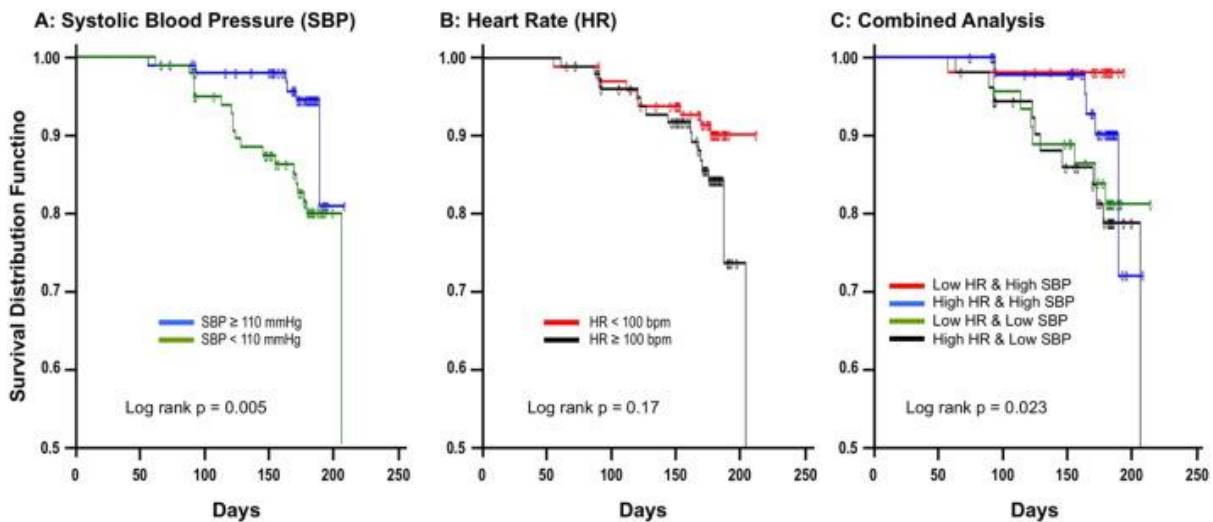 A: Systolic Blood Pressure (SBP)
B: Heart Rate (HR)
C: Combined Analysis
Survival Distribution Functino
1.00
0.9
0.8
0.7
0.6
0.5
SBP ≥ 110 mmHg
SBP < 110 mmHg
Log rank p = 0.005
0 50 100 150 200 250
Days
1.00
0.9
0.8
0.7
0.6
0.5
HR < 100 bpm
HR ≥ 100 bpm
Log rank p = 0.17
0 50 100 150 200 250
Days
1.00
0.9
0.8
0.7
0.6
0.5
Low HR & High SBP
High HR & High SBP
Low HR & Low SBP
High HR & Low SBP
Log rank p = 0.023
0 50 100 150 200 250
Days